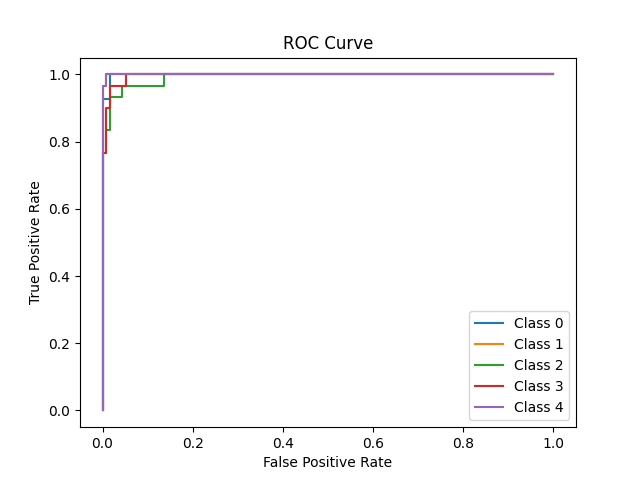 ROC Curve
1.0
0.8
0.6
0.4
0.2
0.0
True Positive Rate
0.0 0.2 0.4 0.6 0.8 1.0
False Positive Rate
Class 0
Class 1
Class 2
Class 3
Class 4